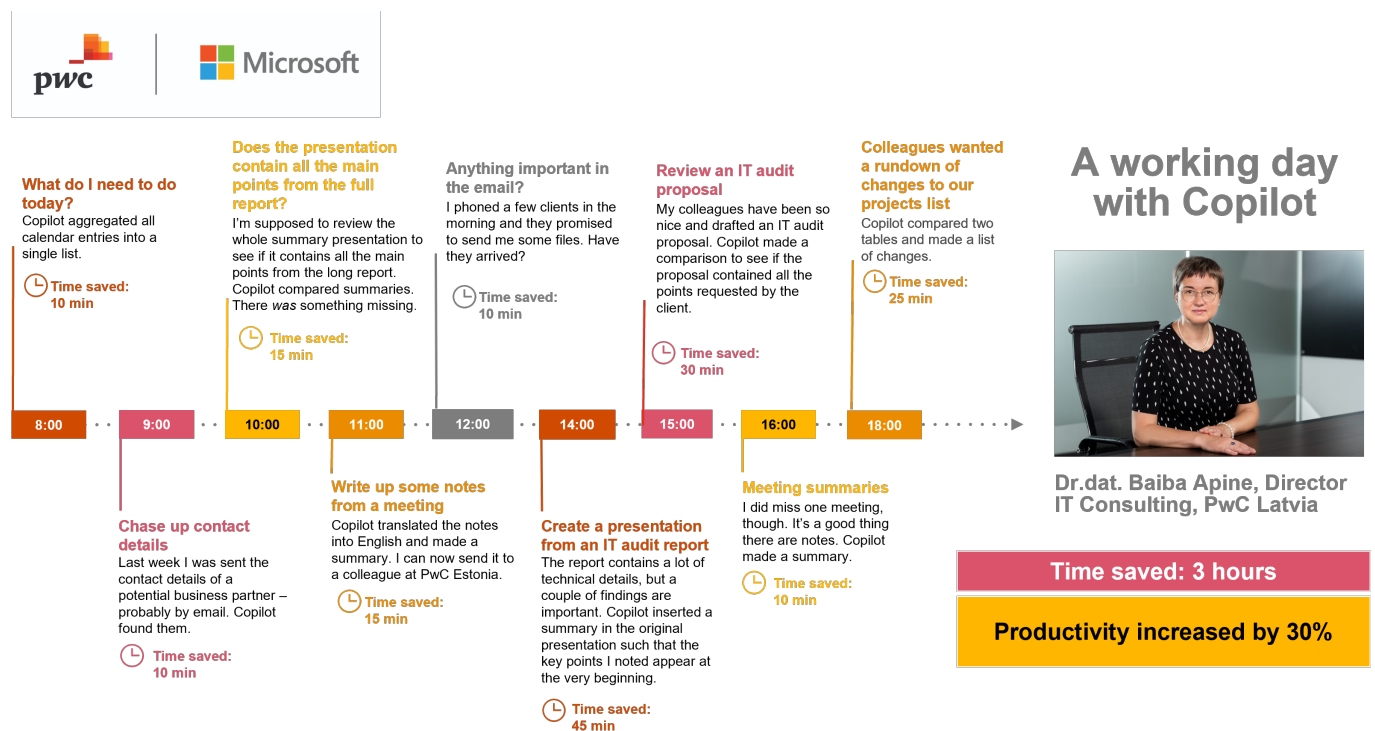 pwc
Microsoft
A working day
with Copilot
What do I need to do
today?
Copilot aggregated all
calendar entries into a
single list.
Time saved:
10 min
8:00
Chase up contact
details
Last week I was sent the
contact details of a
potential business partner –
probably by email. Copilot
found them.
Time saved:
10 min
9:00
Does the presentation
contain all the main
points from the full
report?
I'm supposed to review the
whole summary presentation to
see if it contains all the main
points from the long report.
Copilot compared summaries.
There was something missing.
Time saved:
15 min
10:00
Write up some notes
from a meeting
Copilot translated the notes
into English and made a
summary. I can now send it to
a colleague at PwC Estonia.
Time saved:
15 min
11:00
Anything important in
the email?
I phoned a few clients in the
morning and they promised
to send me some files. Have
they arrived?
Time saved:
10 min
12:00
Create a presentation
from an IT audit report
The report contains a lot of
technical details, but a
couple of findings are
important. Copilot inserted a
summary in the original
presentation such that the
key points I noted appear at
the very beginning.
Time saved:
45 min
14:00
Review an IT audit
proposal
My colleagues have been so
nice and drafted an IT audit
proposal. Copilot made a
comparison to see if the
proposal contained all the
points requested by the
client.
Time saved:
30 min
15:00
Meeting summaries
I did miss one meeting,
though. It's a good thing
there are notes. Copilot
made a summary.
Time saved:
10 min
16:00
Colleagues wanted
a rundown of
changes to our
projects list
Copilot compared two
tables and made a list
of changes.
Time saved:
25 min
18:00
Dr.dat. Baiba Apine, Director
IT Consulting, PwC Latvia
Time saved: 3 hours
Productivity increased by 30%